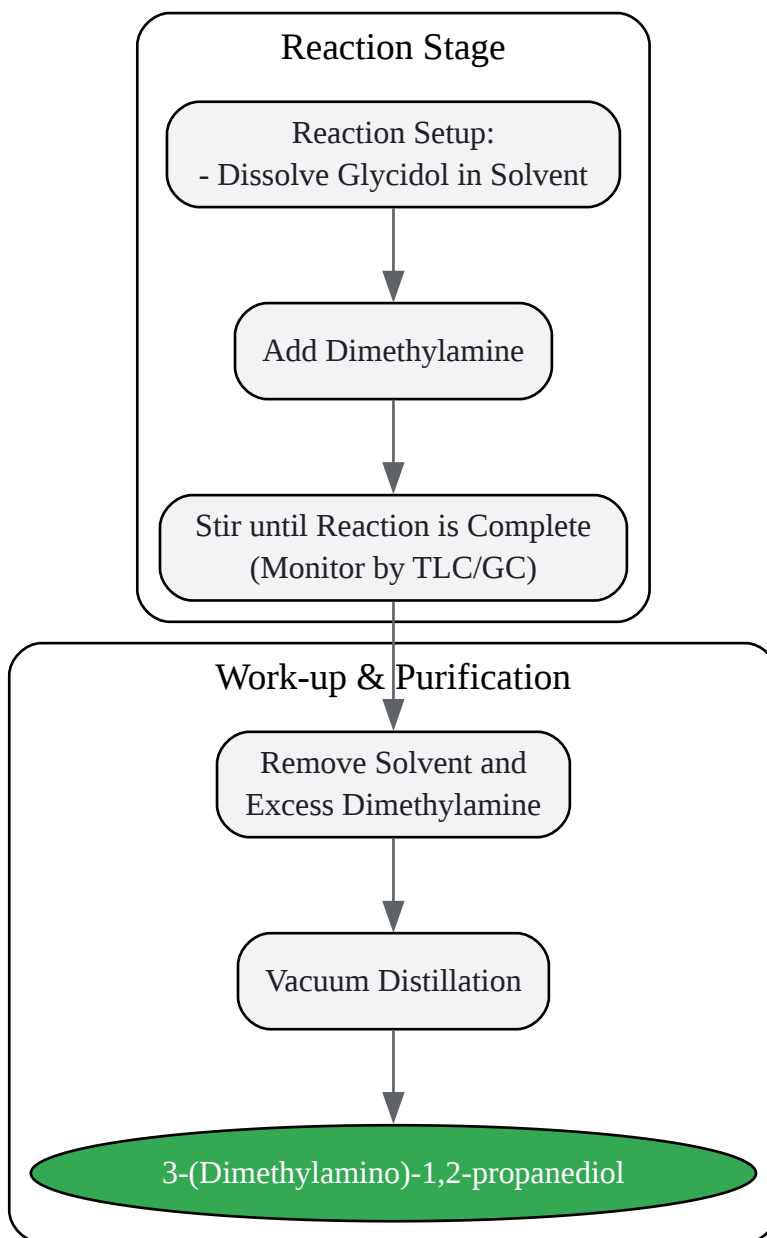 Reaction Stage
Reaction Setup:
- Dissolve Glycidol in Solvent
Add Dimethylamine
Stir until Reaction is Complete
(Monitor by TLC/GC)
Work-up & Purification
Remove Solvent and
Excess Dimethylamine
Vacuum Distillation
3-(Dimethylamino)-1,2-propanediol